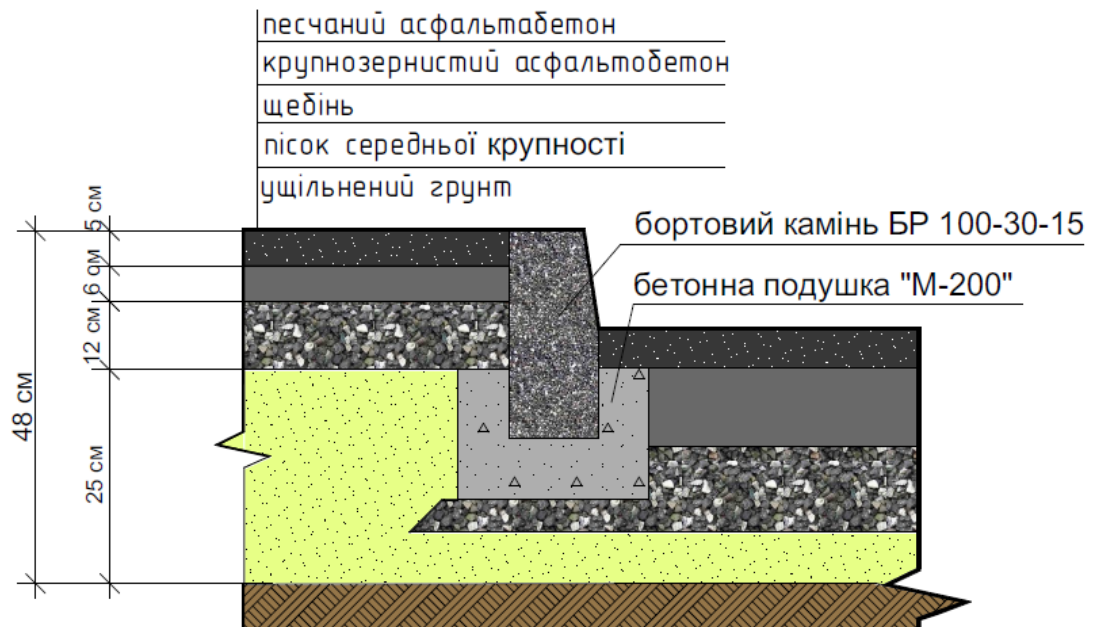 песчаний асфальтабетон
крупнозернистий асфальтобетон
щебінь
пісок середньої крупності
ущільнений грунт
бортовий камінь БР 100-30-15
бетонна подушка "М-200"
5 см
6 см
12 см
25 см
48 см